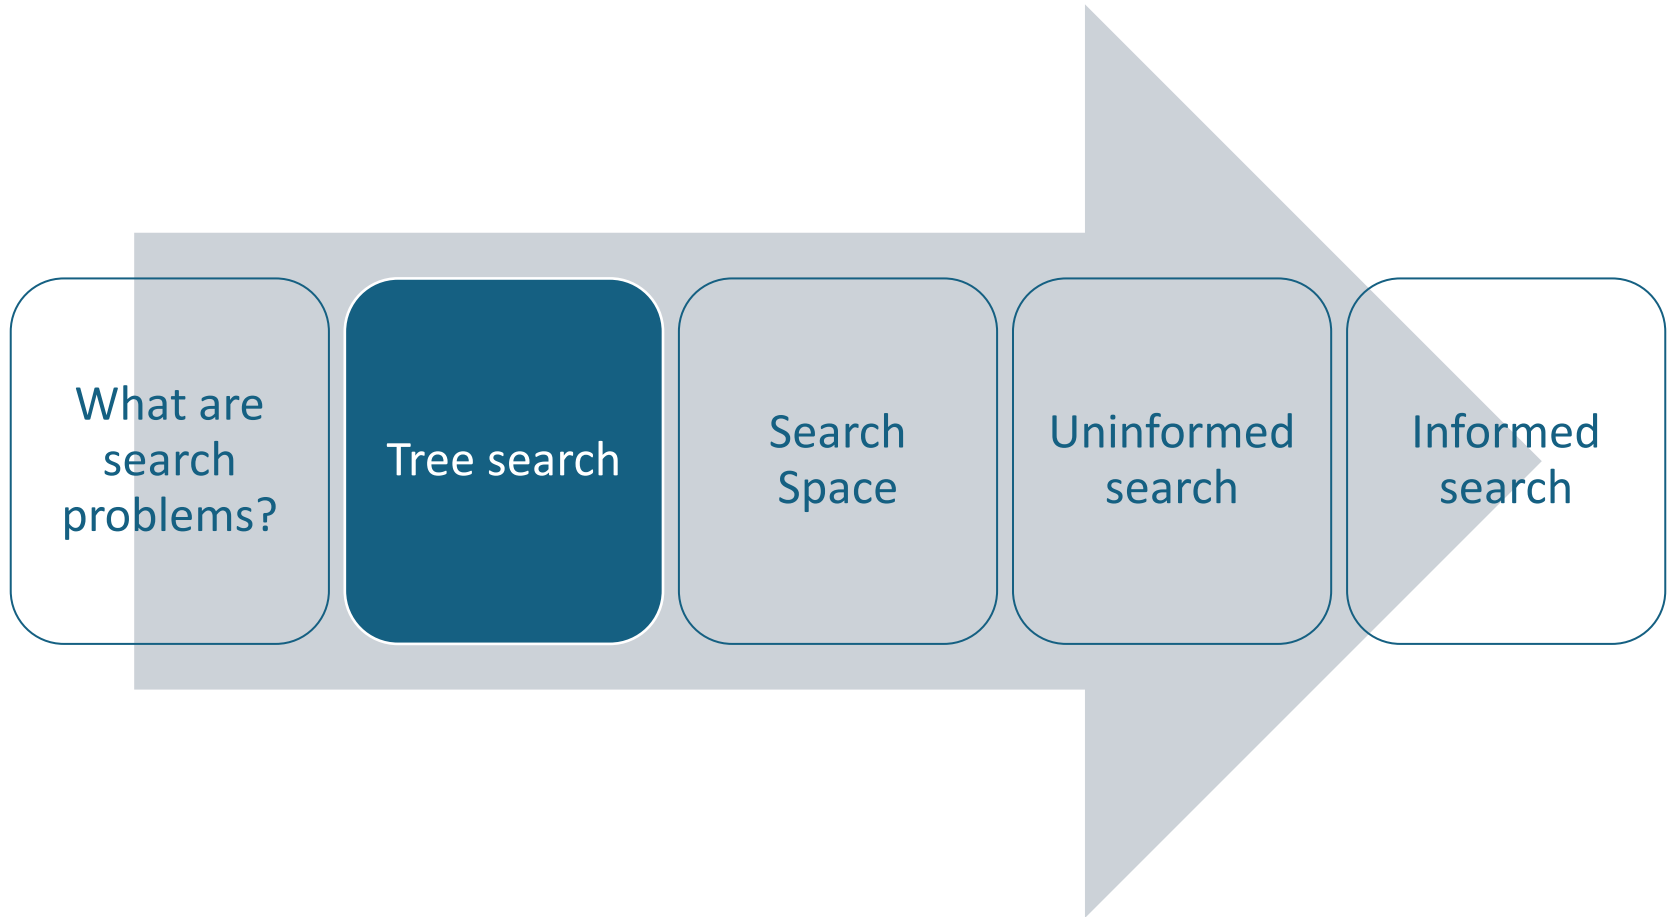 What are
search
problems?
Tree search
Search
Space
Uninformed
search
Informed
search